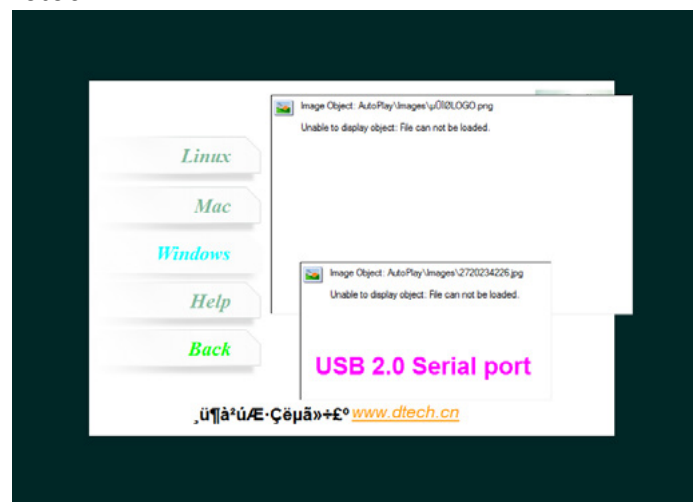 Image Object: AutoPlay\Images\µÛÎØLOGO.png
Unable to display object: File can not be loaded.
Linux
Mac
Windows
Image Object: AutoPlay\Images\2720234226.jpg
Unable to display object: File can not be loaded.
Help
Back
USB 2.0 Serial port
¸ü¶à²úÆ·Çëµã»÷£º www.dtech.cn